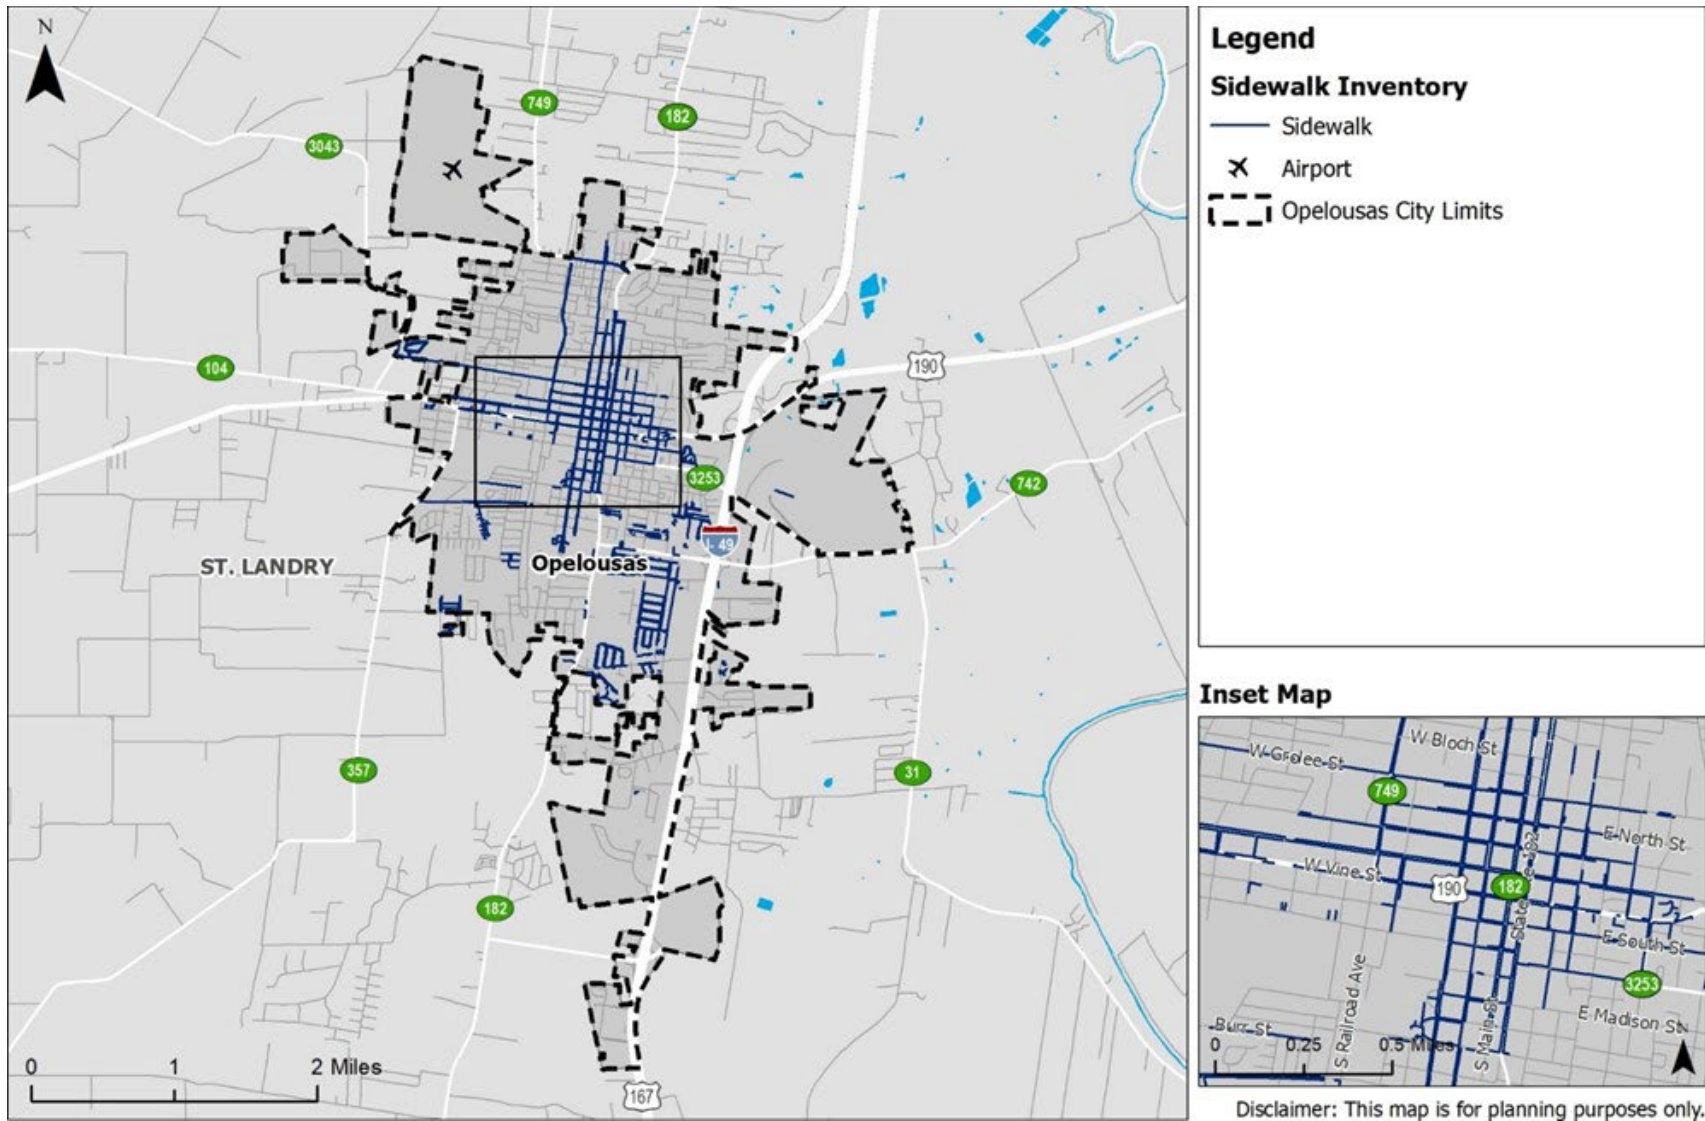 N
749
182
3043
104
190
3253
742
I- 49
ST. LANDRY
Opelousas
357
31
182
0 1 2 Miles
167
Legend
Sidewalk Inventory
Sidewalk
Airport
Opelousas City Limits
Inset Map
W Bloch St
W Grolee St
749
E North St
State Rte 182
W Vine St
190
182
E South St
3253
E Madison St
S Railroad Ave
S Main St
Burr St
N
0 0.25 0.5 Miles
Disclaimer: This map is for planning purposes only.